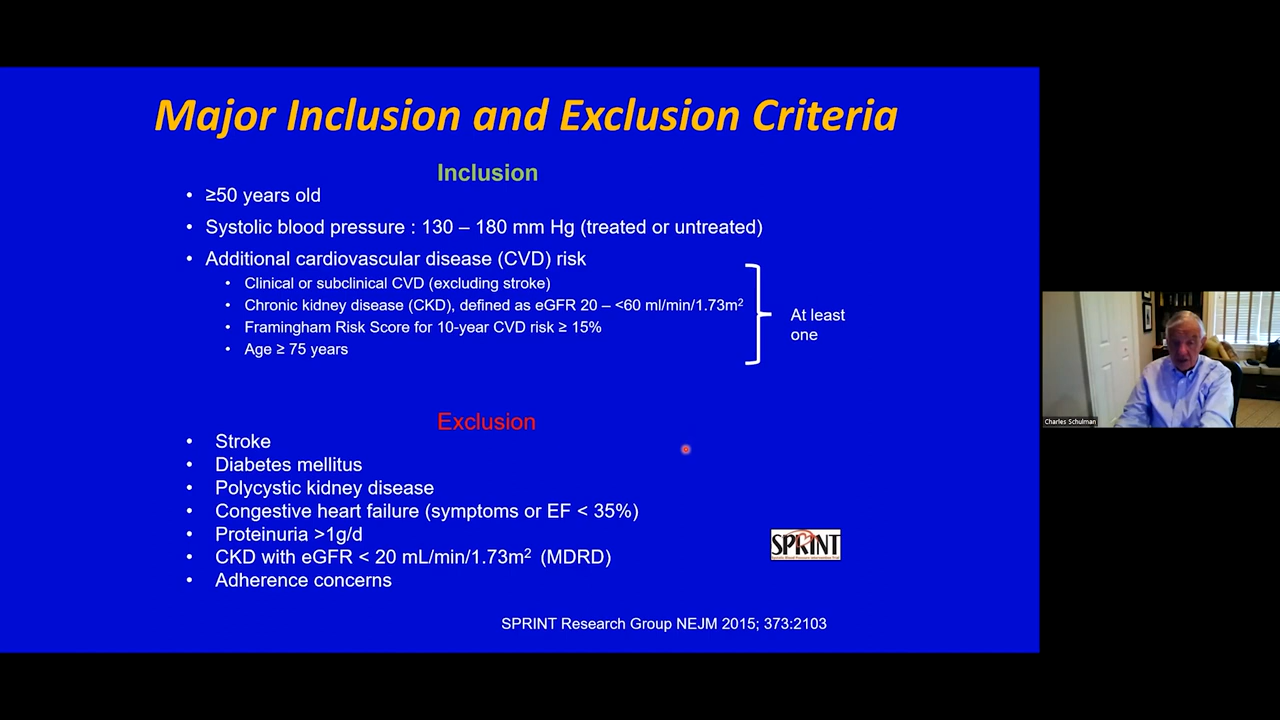 Major Inclusion and Exclusion Criteria
Inclusion
• ≥50 years old
• Systolic blood pressure : 130 – 180 mm Hg (treated or untreated)
• Additional cardiovascular disease (CVD) risk
• Clinical or subclinical CVD (excluding stroke)
• Chronic kidney disease (CKD), defined as eGFR 20 – <60 ml/min/1.73m²
• Framingham Risk Score for 10-year CVD risk ≥ 15%
• Age ≥ 75 years
At least
one
Exclusion
• Stroke
• Diabetes mellitus
• Polycystic kidney disease
• Congestive heart failure (symptoms or EF < 35%)
• Proteinuria >1g/d
• CKD with eGFR < 20 mL/min/1.73m² (MDRD)
• Adherence concerns
SPRINT
SPRINT Research Group NEJM 2015; 373:2103
Charles Schulman